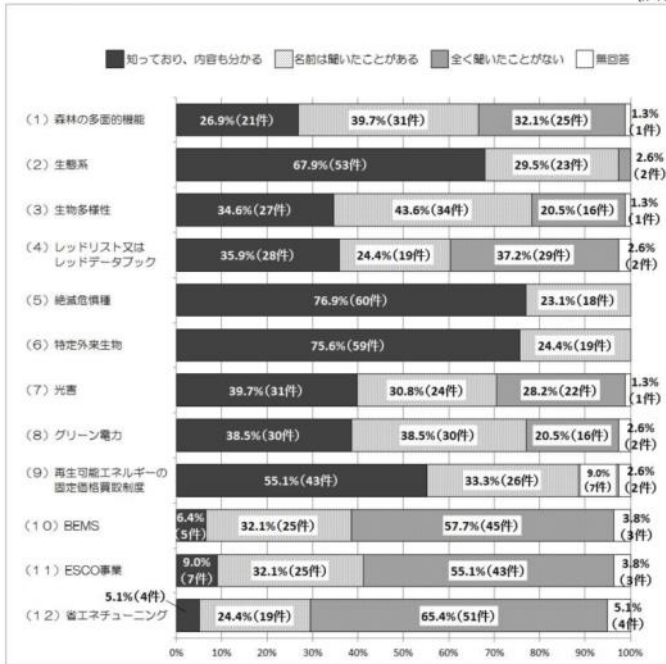 知っており、内容も分かる 名前は聞いたことがある 全く聞いたことがない 無回答
(1)森林の多面的機能 26.9%(21件) 39.7%(31件) 32.1%(25件) 1.3%(1件)
(2)生態系 67.9%(53件) 29.5%(23件) 2.6%(2件)
(3)生物多様性 34.6%(27件) 43.6%(34件) 20.5%(16件) 1.3%(1件)
(4)レッドリスト又は
レッドデータブック 35.9%(28件) 24.4%(19件) 37.2%(29件) 2.6%(2件)
(5)絶滅危惧種 76.9%(60件) 23.1%(18件)
(6)特定外来生物 75.6%(59件) 24.4%(19件)
(7)光害 39.7%(31件) 30.8%(24件) 28.2%(22件) 1.3%(1件)
(8)グリーン電力 38.5%(30件) 38.5%(30件) 20.5%(16件) 2.6%(2件)
(9)再生可能エネルギーの
固定価格買取制度 55.1%(43件) 33.3%(26件) 9.0%(7件) 2.6%(2件)
(10)BEMS 6.4%(5件) 32.1%(25件) 57.7%(45件) 3.8%(3件)
(11)ESCO事業 9.0%(7件) 32.1%(25件) 55.1%(43件) 3.8%(3件)
(12)省エネチューニング 5.1%(4件) 24.4%(19件) 65.4%(51件) 5.1%(4件)
0% 10% 20% 30% 40% 50% 60% 70% 80% 90% 100%